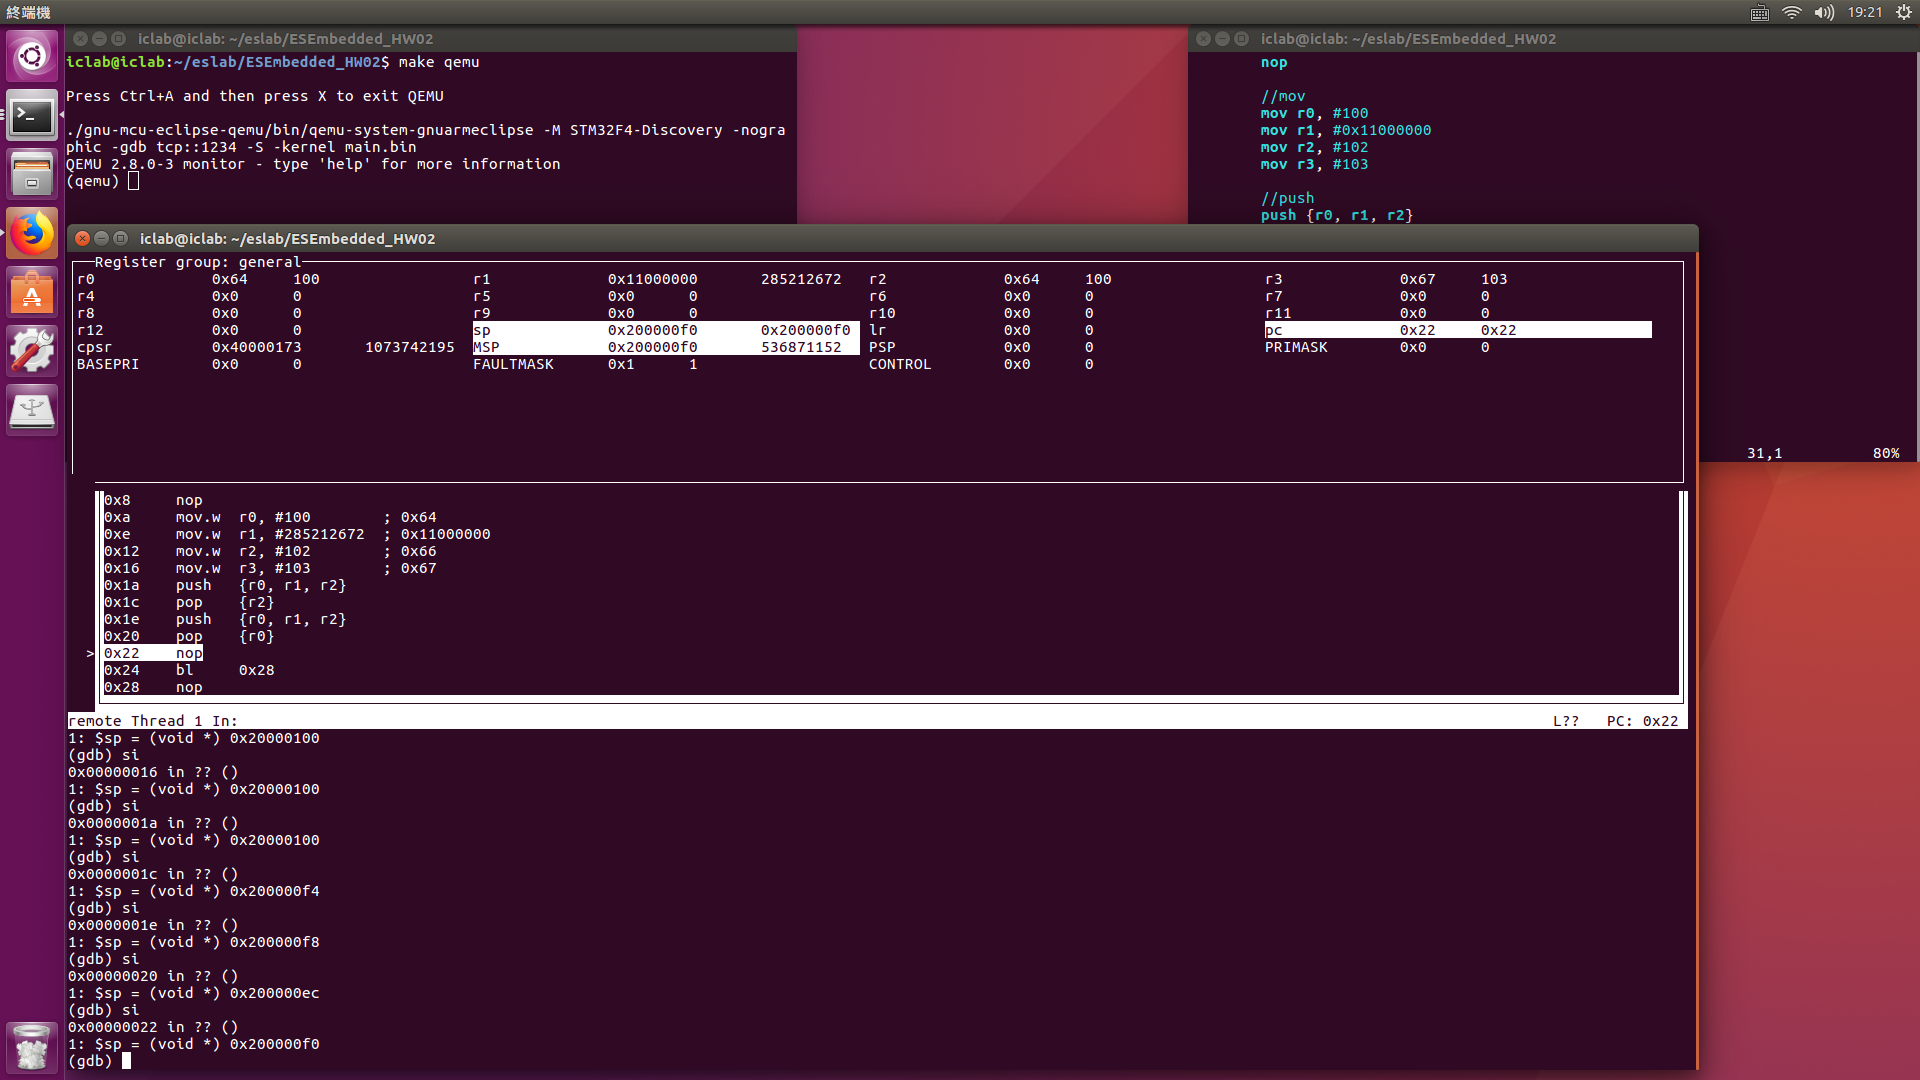 終端機
19:21
iclab@iclab: ~/eslab/ESEmbedded_HW02
iclab@iclab:~/eslab/ESEmbedded_HW02$ make qemu
Press Ctrl+A and then press X to exit QEMU
./gnu-mcu-eclipse-qemu/bin/qemu-system-gnuarmeclipse -M STM32F4-Discovery -nogra
phic -gdb tcp::1234 -S -kernel main.bin
QEMU 2.8.0-3 monitor - type 'help' for more information
(qemu)
iclab@iclab: ~/eslab/ESEmbedded_HW02
nop
//mov
mov r0, #100
mov r1, #0x11000000
mov r2, #102
mov r3, #103
//push
push {r0, r1, r2}
31,1 80%
iclab@iclab: ~/eslab/ESEmbedded_HW02
Register group: general
r0 0x64 100 r1 0x11000000 285212672 r2 0x64 100 r3 0x67 103
r4 0x0 0 r5 0x0 0 r6 0x0 0 r7 0x0 0
r8 0x0 0 r9 0x0 0 r10 0x0 0 r11 0x0 0
r12 0x0 0 sp 0x200000f0 0x200000f0 lr 0x0 0 pc 0x22 0x22
cpsr 0x40000173 1073742195 MSP 0x200000f0 536871152 PSP 0x0 0 PRIMASK 0x0 0
BASEPRI 0x0 0 FAULTMASK 0x1 1 CONTROL 0x0 0
0x8 nop
0xa mov.w r0, #100 ; 0x64
0xe mov.w r1, #285212672 ; 0x11000000
0x12 mov.w r2, #102 ; 0x66
0x16 mov.w r3, #103 ; 0x67
0x1a push {r0, r1, r2}
0x1c pop {r2}
0x1e push {r0, r1, r2}
0x20 pop {r0}
>0x22 nop
0x24 bl 0x28
0x28 nop
remote Thread 1 In: L?? PC: 0x22
1: $sp = (void *) 0x20000100
(gdb) si
0x00000016 in ?? ()
1: $sp = (void *) 0x20000100
(gdb) si
0x0000001a in ?? ()
1: $sp = (void *) 0x20000100
(gdb) si
0x0000001c in ?? ()
1: $sp = (void *) 0x200000f4
(gdb) si
0x0000001e in ?? ()
1: $sp = (void *) 0x200000f8
(gdb) si
0x00000020 in ?? ()
1: $sp = (void *) 0x200000ec
(gdb) si
0x00000022 in ?? ()
1: $sp = (void *) 0x200000f0
(gdb)